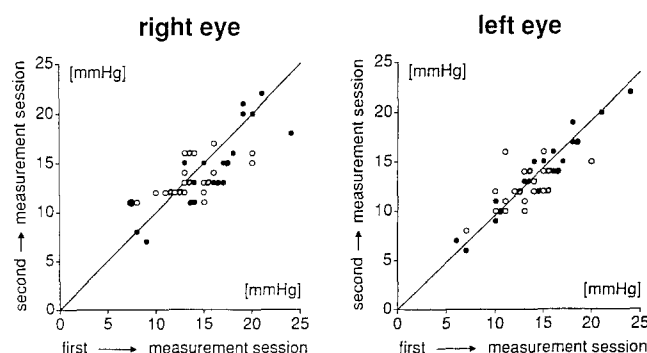 right eye
left eye
[mmHg]
25
20
15
10
5
0
second → measurement session
[mmHg]
0 5 10 15 20 25
first → measurement session
[mmHg]
25
20
15
10
5
0
second → measurement session
[mmHg]
0 5 10 15 20 25
first → measurement session